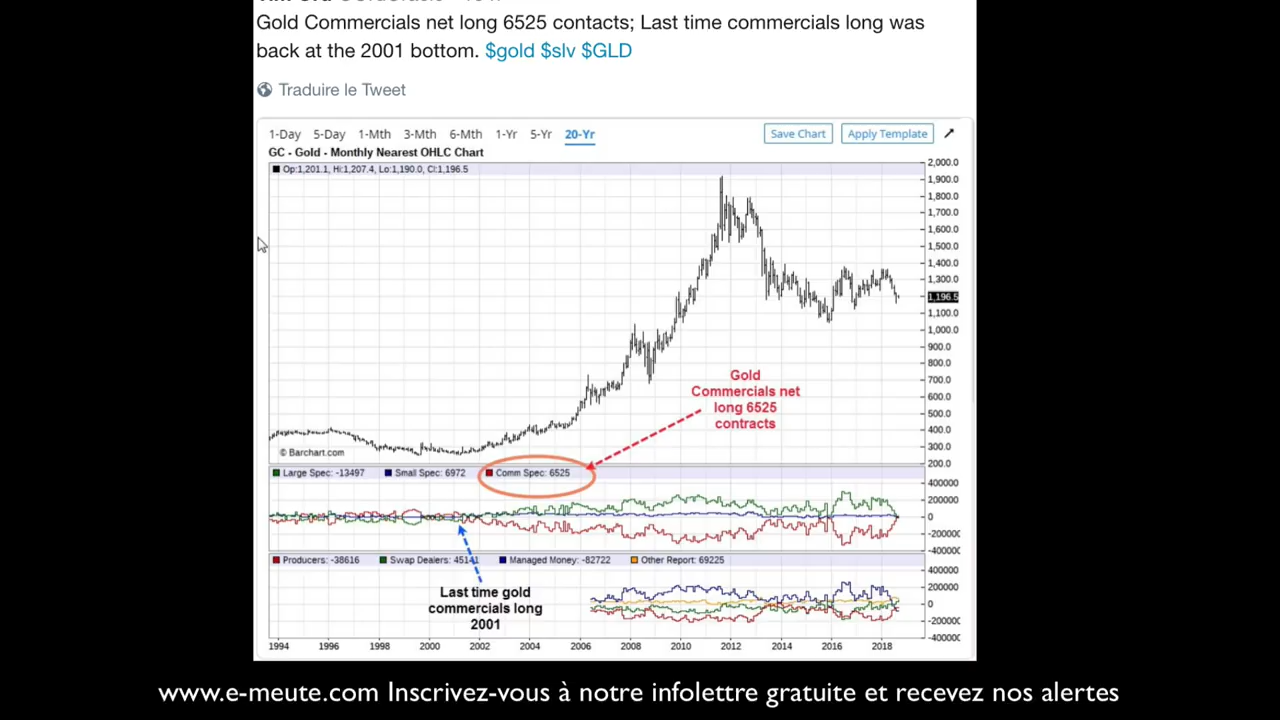 Gold Commercials net long 6525 contacts; Last time commercials long was
back at the 2001 bottom. $gold $slv $GLD
Traduire le Tweet
1-Day 5-Day 1-Mth 3-Mth 6-Mth 1-Yr 5-Yr 20-Yr Save Chart Apply Template
GC - Gold - Monthly Nearest OHLC Chart
Op:1,201.1, Hi:1,207.4, Lo:1,190.0, Cl:1,196.5
2,000.0
1,900.0
1,800.0
1,700.0
1,600.0
1,500.0
1,400.0
1,300.0
1,196.5
1,100.0
1,000.0
900.0
800.0
700.0
600.0
500.0
400.0
300.0
200.0
Gold
Commercials net
long 6525
contracts
© Barchart.com
Large Spec: -13497 Small Spec: 6972 Comm Spec: 6525
400000
200000
0
-200000
-400000
Producers: -38616 Swap Dealers: 45141 Managed Money: -82722 Other Report: 69225
400000
200000
0
-200000
-400000
Last time gold
commercials long
2001
1994 1996 1998 2000 2002 2004 2006 2008 2010 2012 2014 2016 2018
www.e-meute.com Inscrivez-vous à notre infolettre gratuite et recevez nos alertes